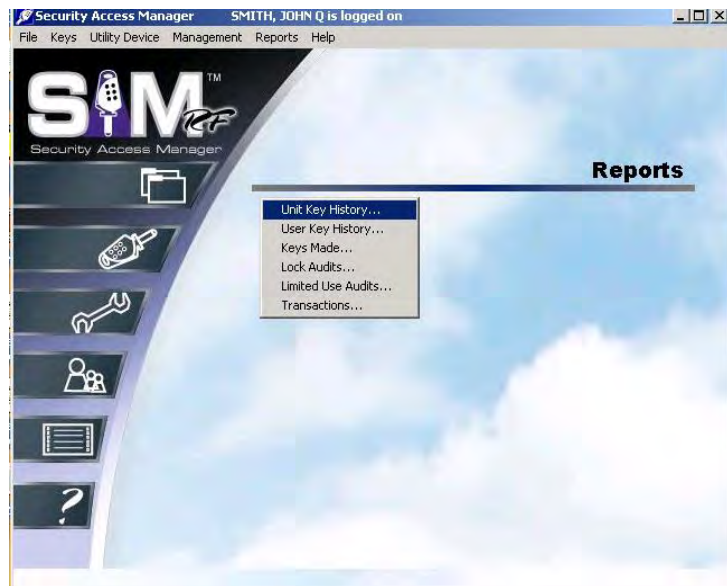 Security Access Manager SMITH, JOHN Q is logged on
File Keys Utility Device Management Reports Help
SAM RF TM
Security Access Manager
Reports
Unit Key History...
User Key History...
Keys Made...
Lock Audits...
Limited Use Audits...
Transactions...
?